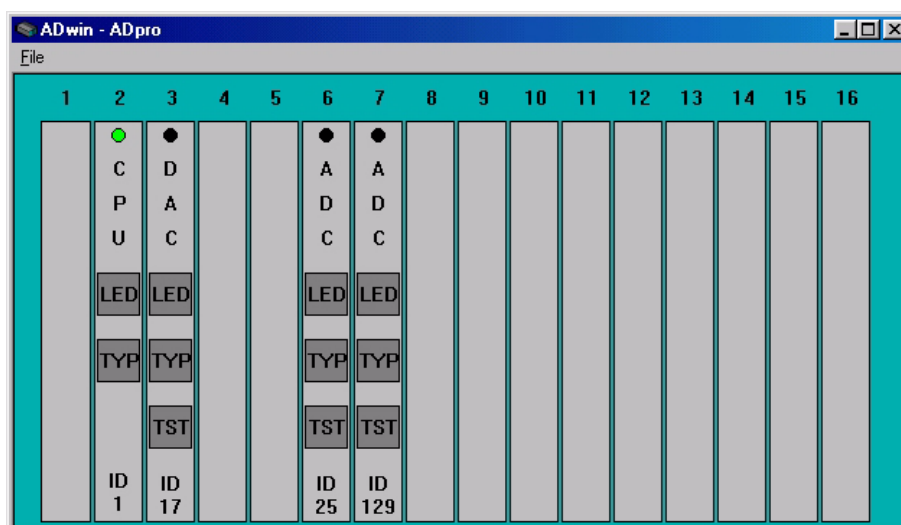 ADwin - ADpro
File
1 2 3 4 5 6 7 8 9 10 11 12 13 14 15 16
C D A A
P A D D
U C C C
LED LED LED LED
TYP TYP TYP TYP
TST TST TST
ID ID ID ID
1 17 25 129